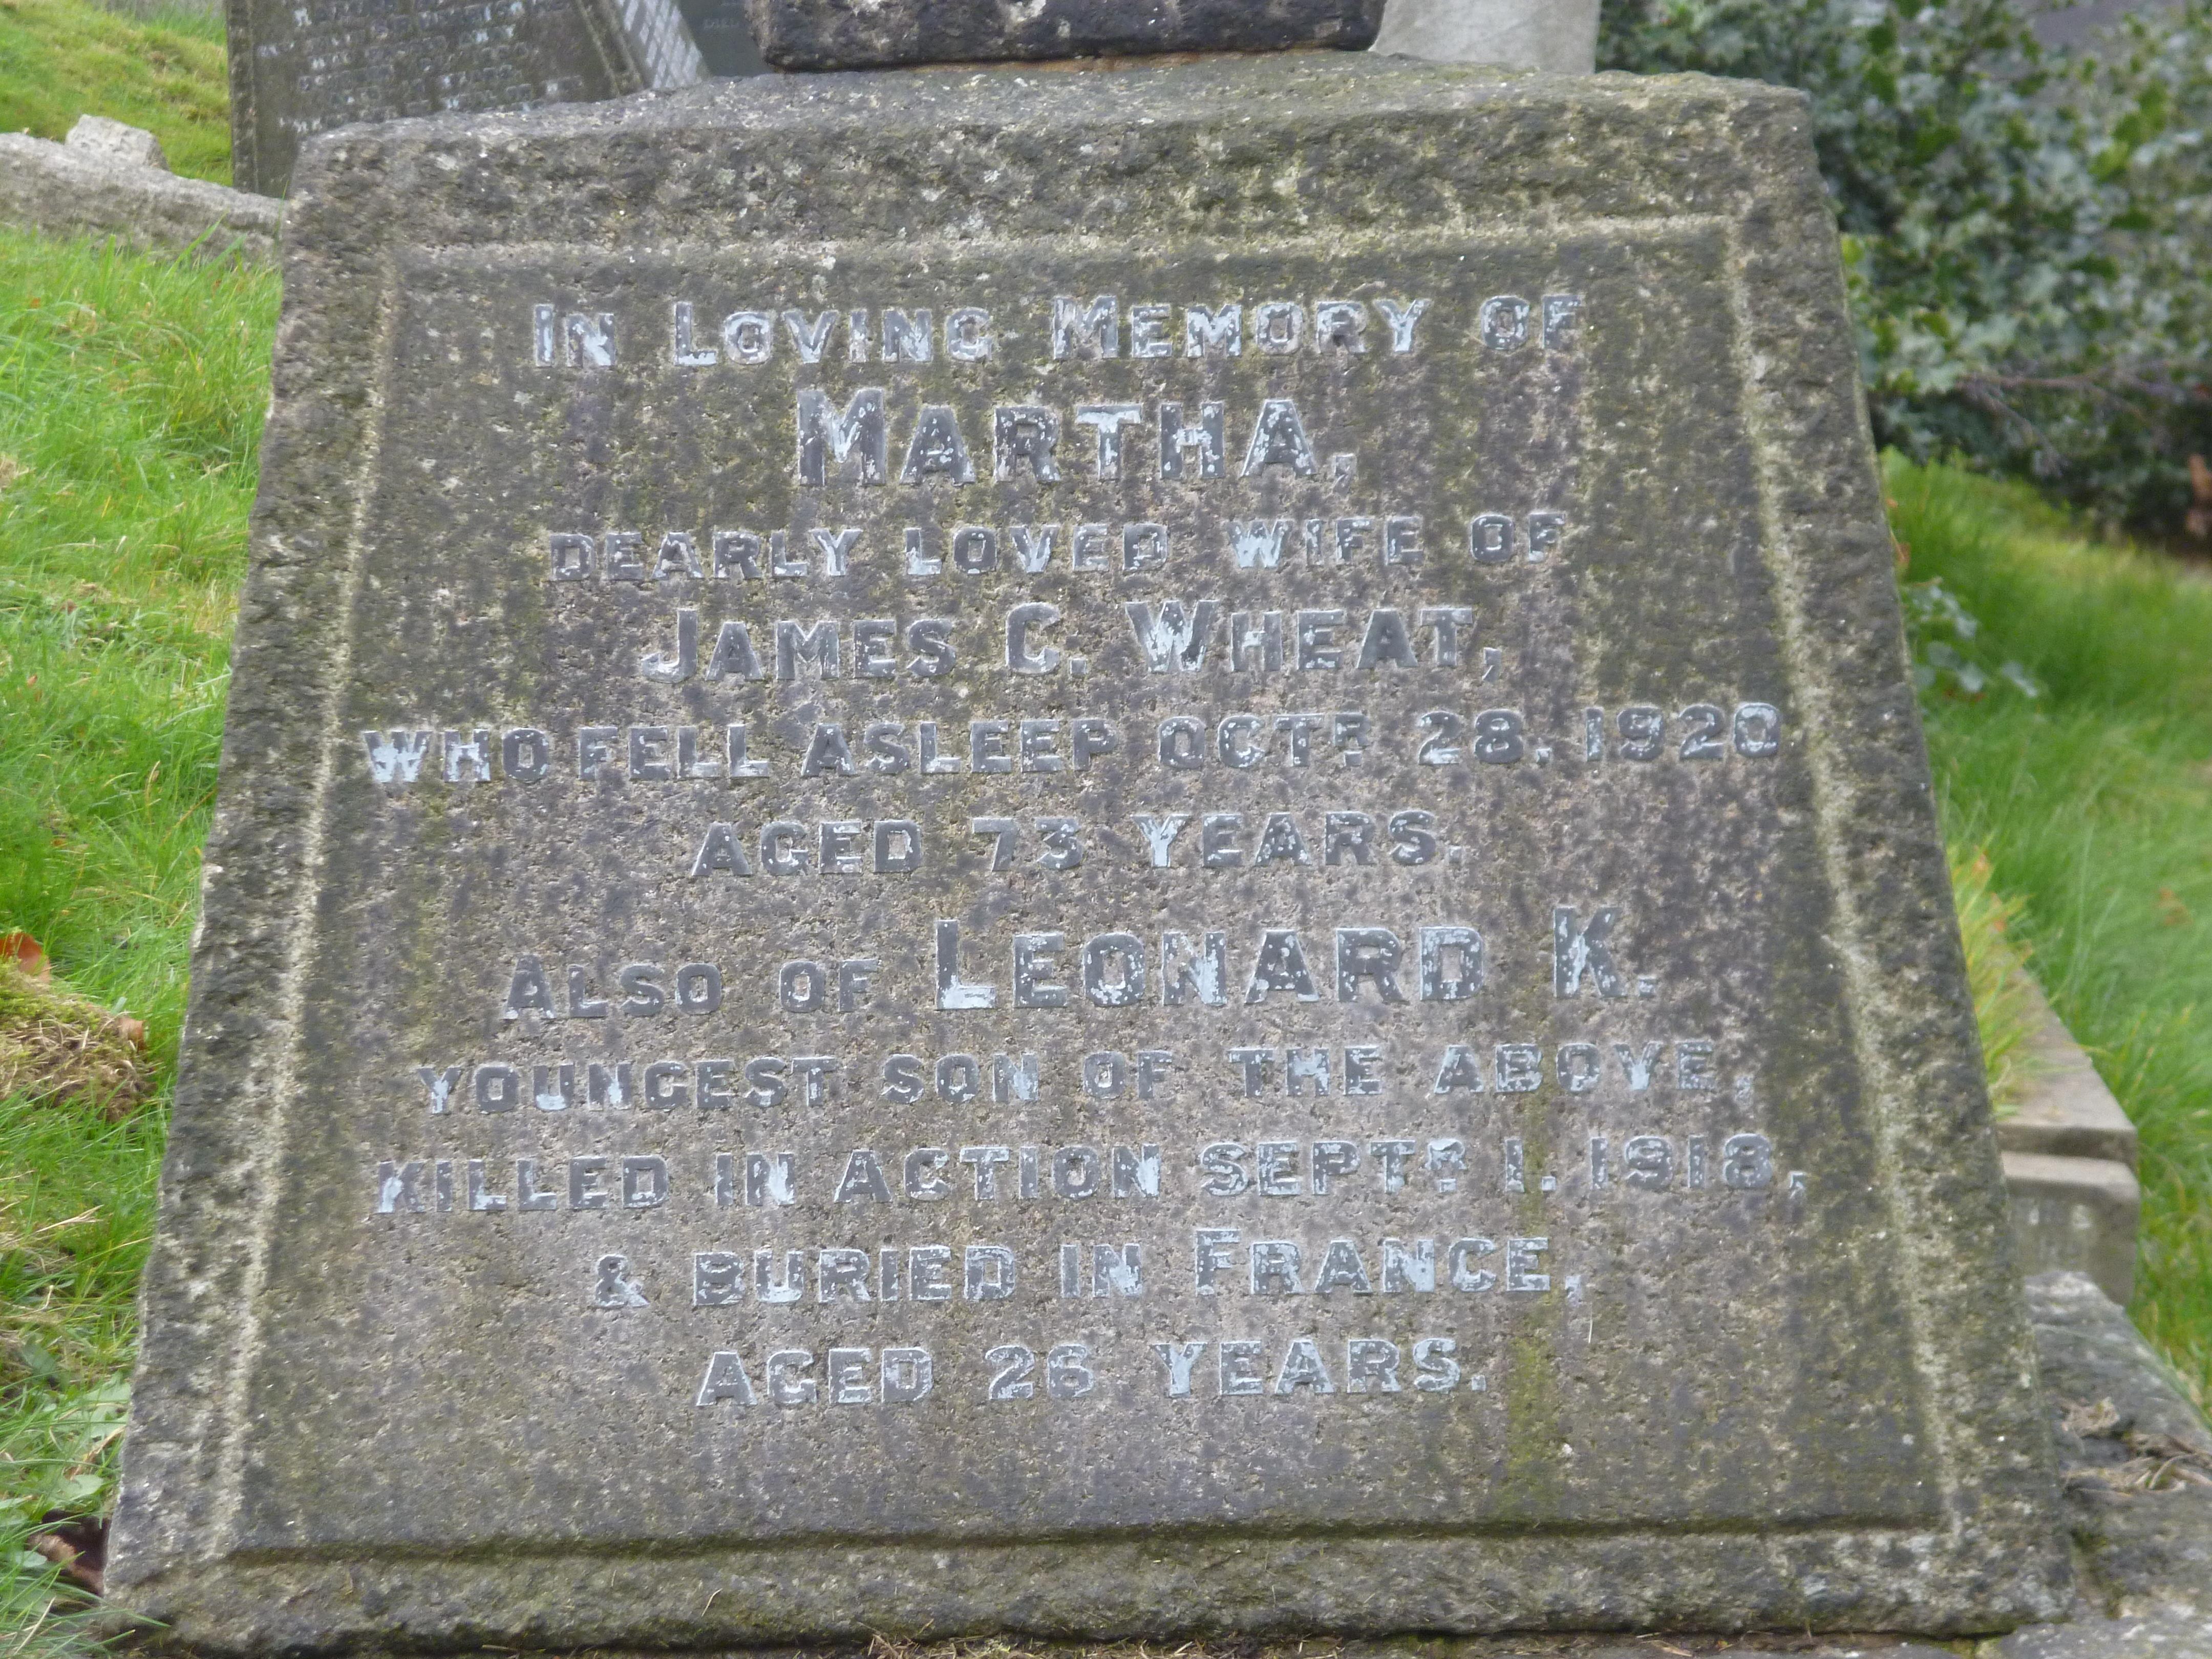 In Loving Memory of
Martha,
dearly loved wife of
James C. Wheat,
who fell asleep Octr. 28, 1920
aged 73 years.
Also of Leonard K.
youngest son of the above,
killed in action Septr. 1. 1918,
& buried in France,
aged 26 years.